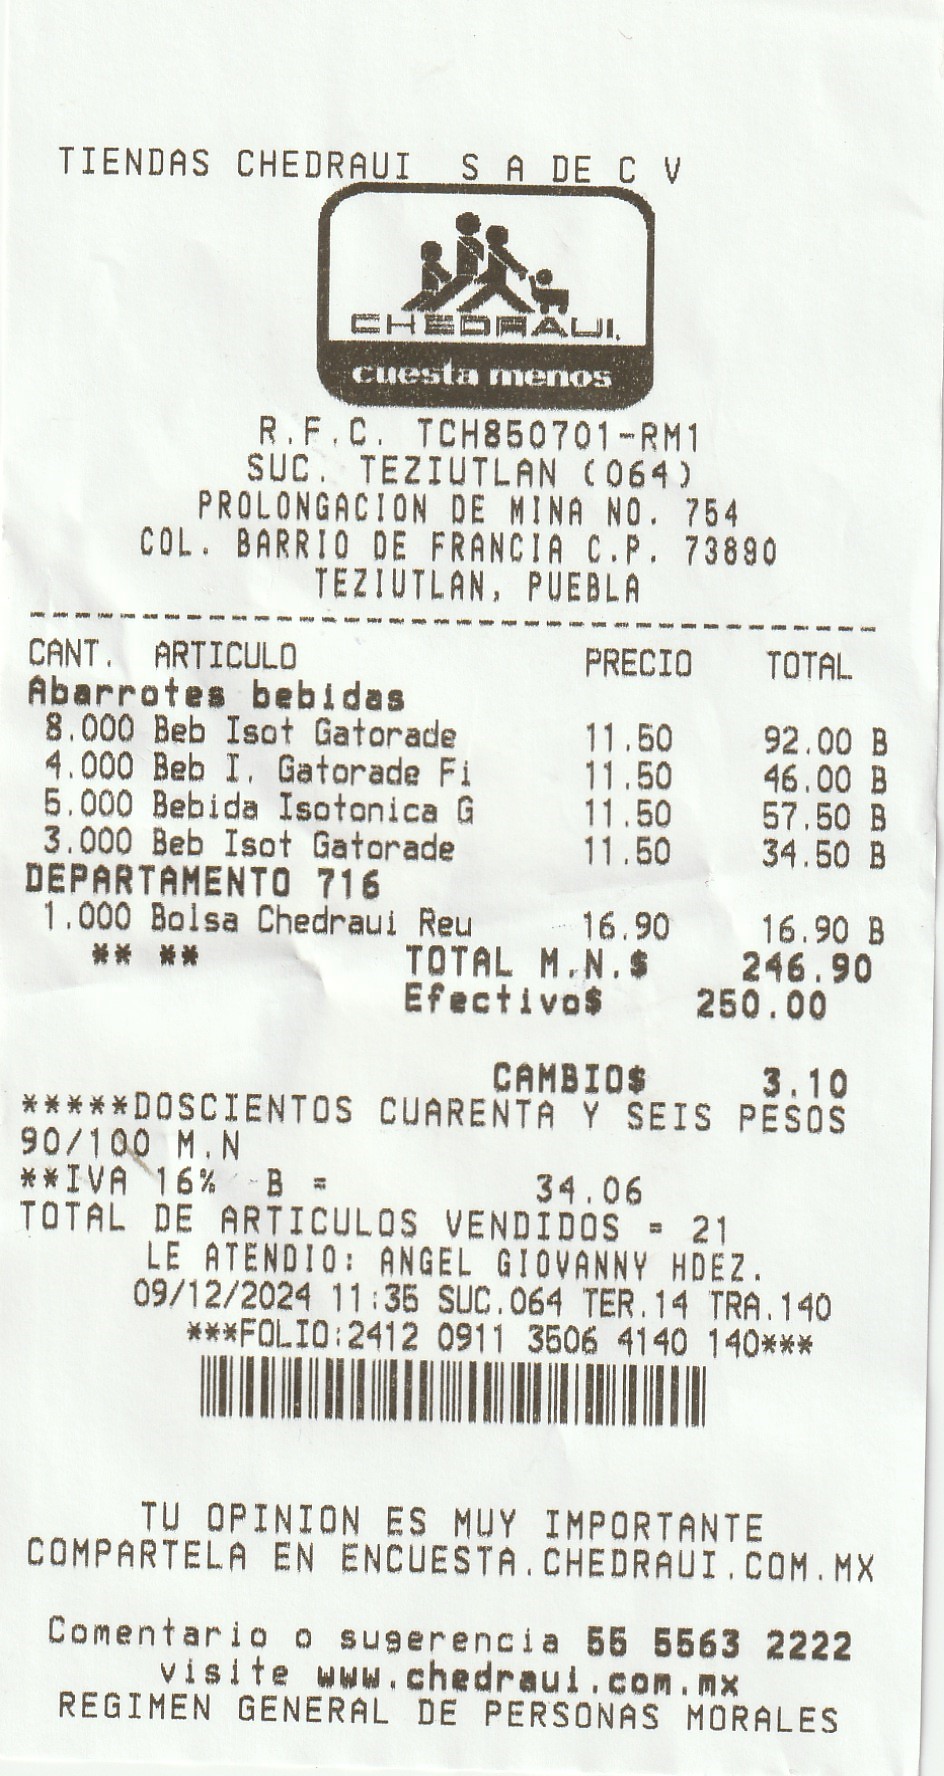 TIENDAS CHEDRAUI S A DE C V
CHEDRAUI.
cuesta menos
R.F.C. TCH850701-RM1
SUC. TEZIUTLAN (064)
PROLONGACION DE MINA NO. 754
COL. BARRIO DE FRANCIA C.P. 73890
TEZIUTLAN, PUEBLA
--------------------------------------
CANT. ARTICULO PRECIO TOTAL
Abarrotes bebidas
8.000 Beb Isot Gatorade 11.50 92.00 B
4.000 Beb I. Gatorade Fi 11.50 46.00 B
5.000 Bebida Isotonica G 11.50 57.50 B
3.000 Beb Isot Gatorade 11.50 34.50 B
DEPARTAMENTO 716
1.000 Bolsa Chedraui Reu 16.90 16.90 B
** ** TOTAL M.N.$ 246.90
Efectivo$ 250.00
CAMBIO$ 3.10
*****DOSCIENTOS CUARENTA Y SEIS PESOS
90/100 M.N
**IVA 16% B = 34.06
TOTAL DE ARTICULOS VENDIDOS = 21
LE ATENDIO: ANGEL GIOVANNY HDEZ.
09/12/2024 11:35 SUC.064 TER.14 TRA.140
***FOLIO:2412 0911 3506 4140 140***
TU OPINION ES MUY IMPORTANTE
COMPARTELA EN ENCUESTA.CHEDRAUI.COM.MX
Comentario o sugerencia 55 5563 2222
visite www.chedraui.com.mx
REGIMEN GENERAL DE PERSONAS MORALES